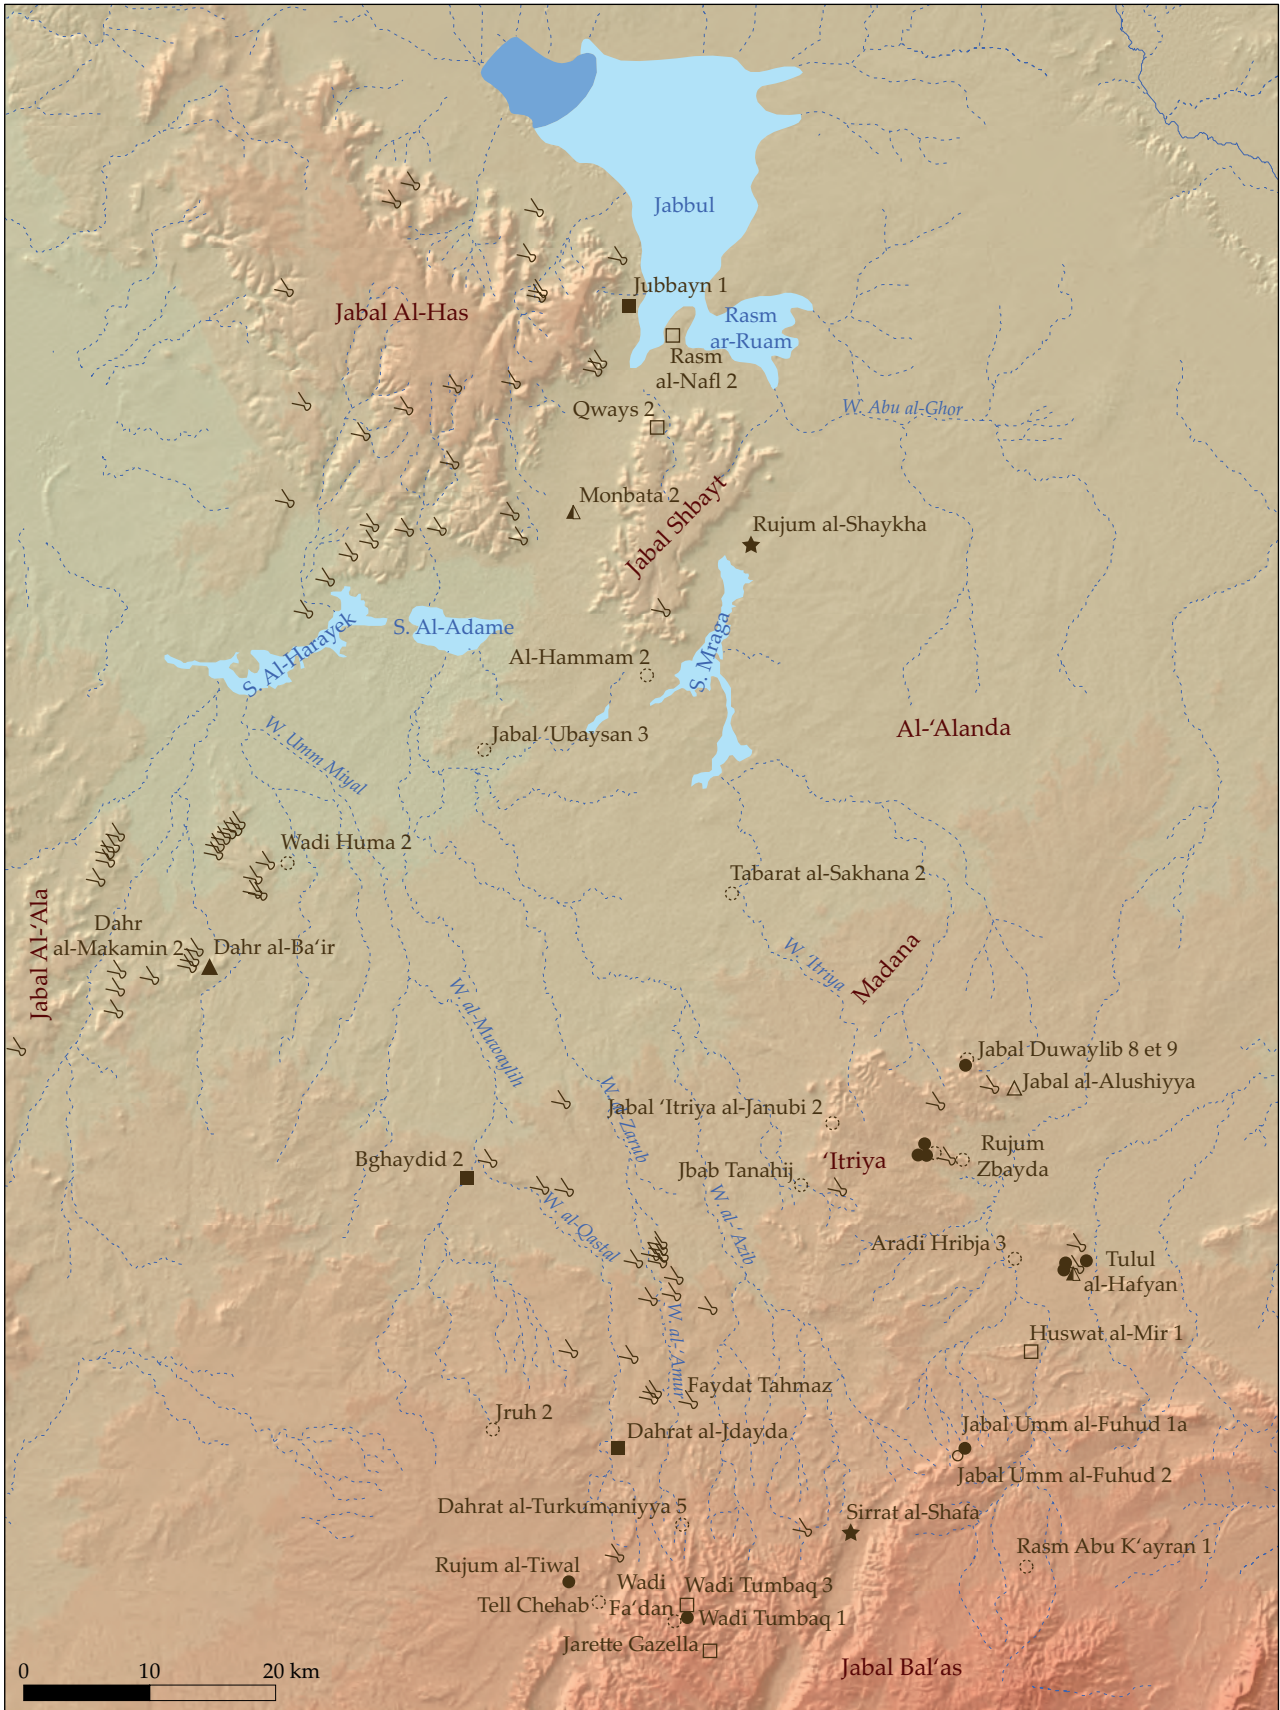 Jabbul
Jubbayn 1
Jabal Al-Has
Rasm
ar-Ruam
Rasm
al-Nafl 2
Qways 2
W. Abu al-Ghor
Monbata 2
Jabal Shbayt
Rujum al-Shaykha
S. Al-Harayek
S. Al-Adame
S. Mraga
Al-Hammam 2
W. Umm Miyal
Jabal ‘Ubaysan 3
Al-‘Alanda
Wadi Huma 2
Tabarat al-Sakhana 2
Jabal Al-‘Ala
Dahr
al-Makamin 2
Dahr al-Ba‘ir
W. ‘Itriya
Madana
W. al-Muwaylih
Jabal Duwaylib 8 et 9
Jabal al-Alushiyya
W. al-Zarub
Jabal ‘Itriya al-Janubi 2
Bghaydid 2
‘Itriya
Rujum
Zbayda
Jbab Tanahij
W. al-Qastal
W. al-‘Azib
Aradi Hribja 3
Tulul
al-Hafyan
W. al-‘Amur
Huswat al-Mir 1
Faydat Tahmaz
Jruh 2
Dahrat al-Jdayda
Jabal Umm al-Fuhud 1a
Jabal Umm al-Fuhud 2
Dahrat al-Turkumaniyya 5
Sirrat al-Shafa
Rasm Abu K‘ayran 1
Rujum al-Tiwal
Wadi
Fa‘dan
Wadi Tumbaq 3
Tell Chehab
Wadi Tumbaq 1
Jarette Gazella
Jabal Bal‘as
0 10 20 km